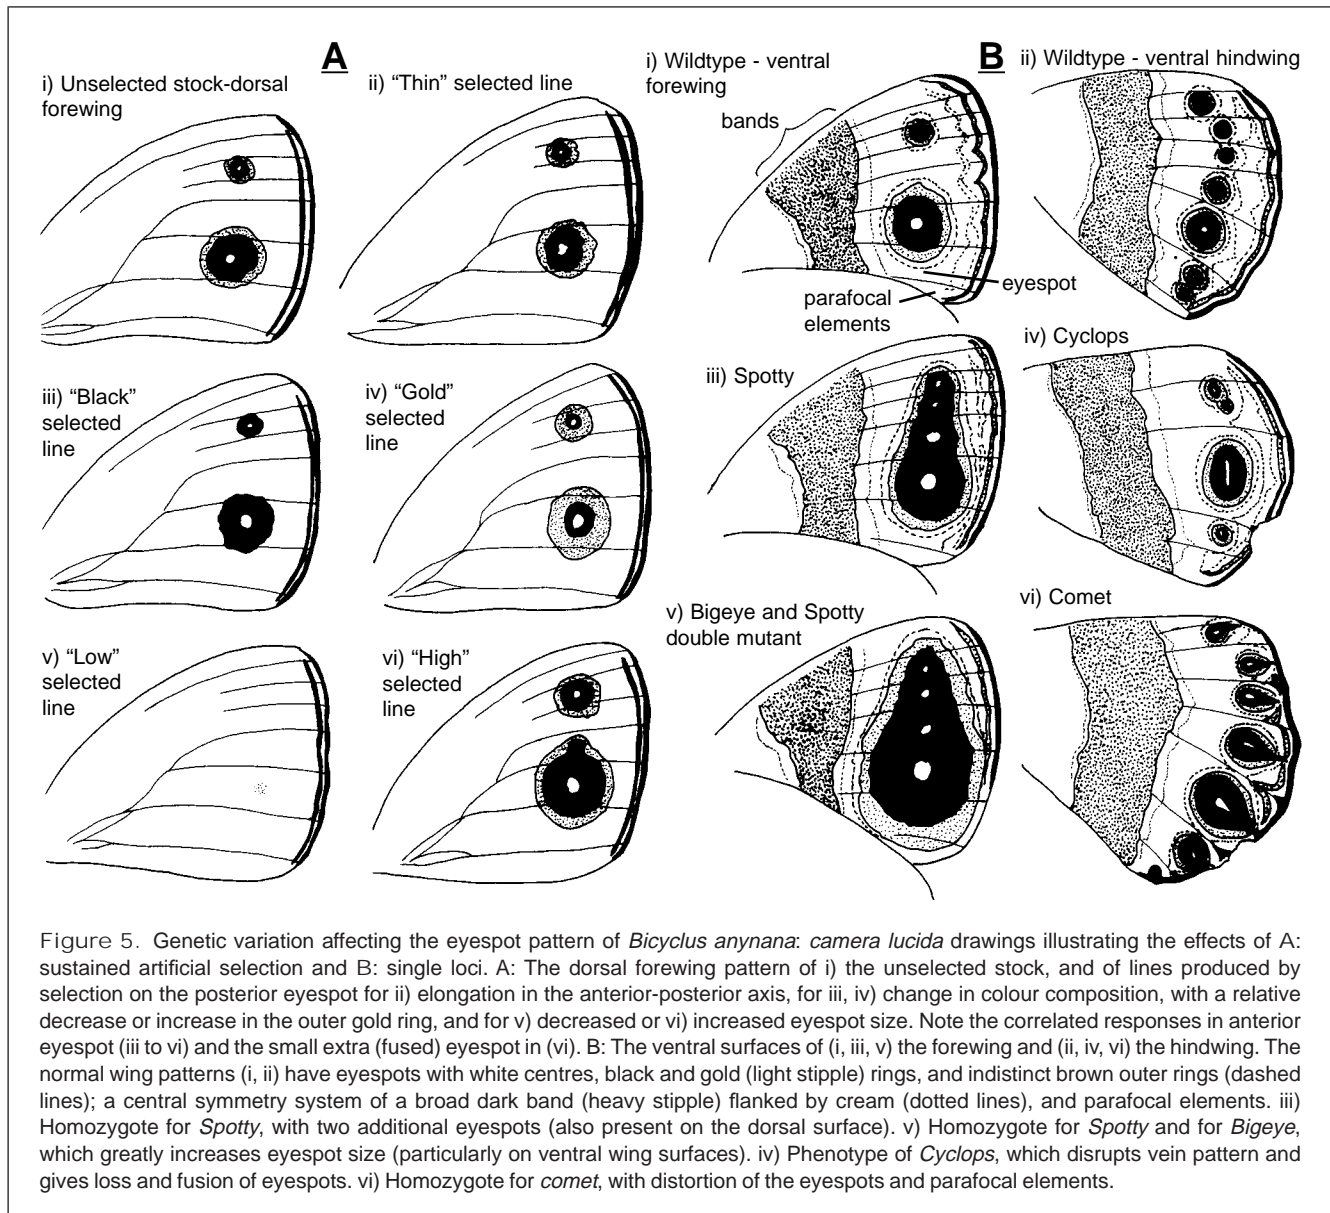 A
B
i) Unselected stock-dorsal
forewing
ii) “Thin” selected line
i) Wildtype - ventral
forewing
ii) Wildtype - ventral hindwing
bands
eyespot
parafocal
elements
iii) “Black”
selected
line
iv) “Gold”
selected
line
iii) Spotty
iv) Cyclops
v) “Low”
selected
line
vi) “High”
selected
line
v) Bigeye and Spotty
double mutant
vi) Comet
Figure 5. Genetic variation affecting the eyespot pattern of Bicyclus anynana: camera lucida drawings illustrating the effects of A:
sustained artificial selection and B: single loci. A: The dorsal forewing pattern of i) the unselected stock, and of lines produced by
selection on the posterior eyespot for ii) elongation in the anterior-posterior axis, for iii, iv) change in colour composition, with a relative
decrease or increase in the outer gold ring, and for v) decreased or vi) increased eyespot size. Note the correlated responses in anterior
eyespot (iii to vi) and the small extra (fused) eyespot in (vi). B: The ventral surfaces of (i, iii, v) the forewing and (ii, iv, vi) the hindwing. The
normal wing patterns (i, ii) have eyespots with white centres, black and gold (light stipple) rings, and indistinct brown outer rings (dashed
lines); a central symmetry system of a broad dark band (heavy stipple) flanked by cream (dotted lines), and parafocal elements. iii)
Homozygote for Spotty, with two additional eyespots (also present on the dorsal surface). v) Homozygote for Spotty and for Bigeye,
which greatly increases eyespot size (particularly on ventral wing surfaces). iv) Phenotype of Cyclops, which disrupts vein pattern and
gives loss and fusion of eyespots. vi) Homozygote for comet, with distortion of the eyespots and parafocal elements.